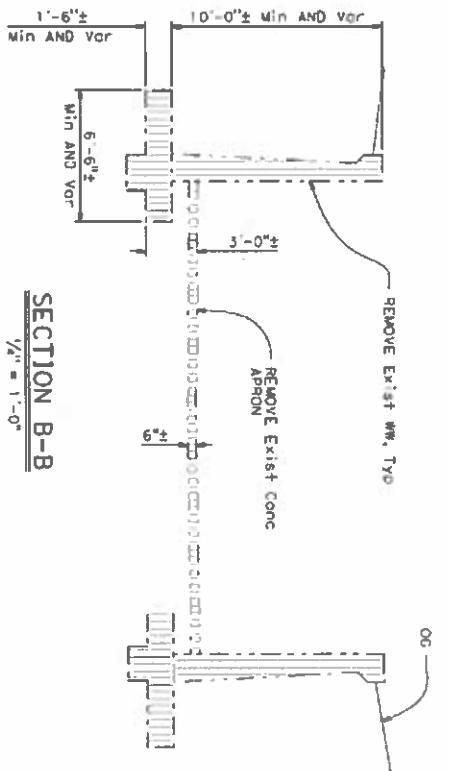 1'-6"±
Min AND Var
10'-0"± Min AND Var
6'-6"±
Min AND Var
3'-0"±
REMOVE Exist WW, Typ
REMOVE Exist Conc
APRON
6"±
OG
SECTION B-B
1/2" = 1'-0"